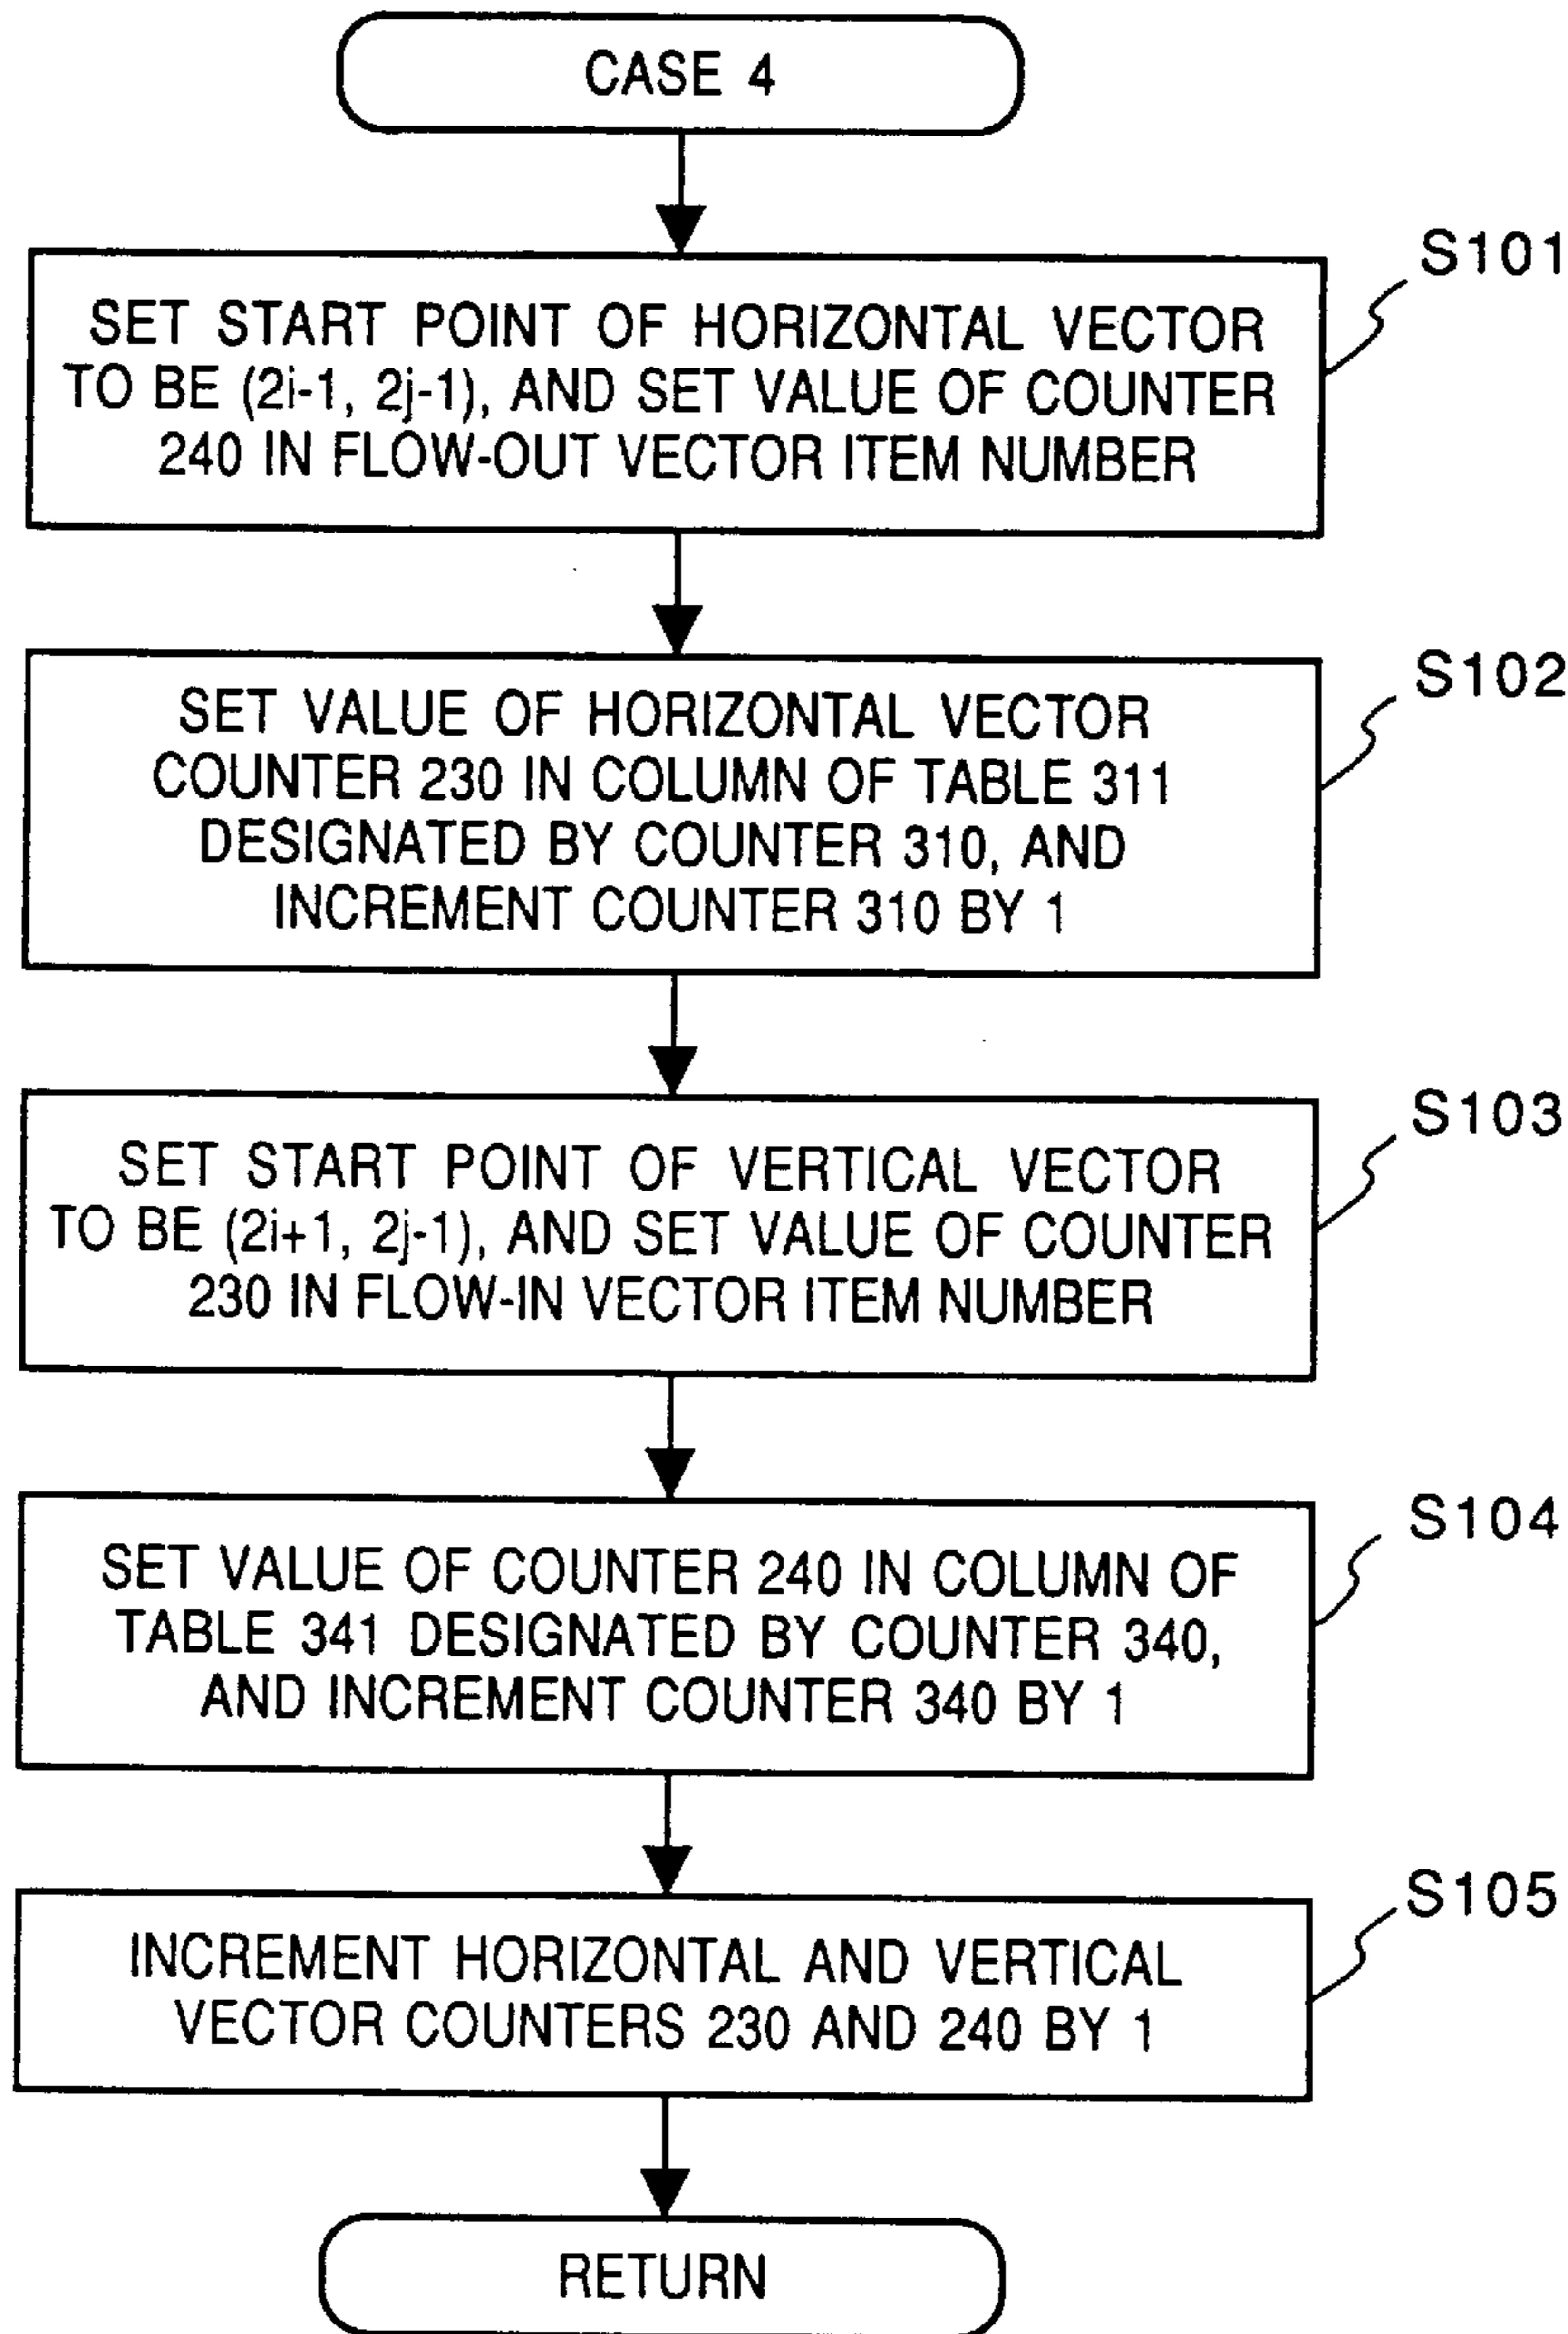 CASE 4
S101
SET START POINT OF HORIZONTAL VECTOR
TO BE (2i-1, 2j-1), AND SET VALUE OF COUNTER
240 IN FLOW-OUT VECTOR ITEM NUMBER
S102
SET VALUE OF HORIZONTAL VECTOR
COUNTER 230 IN COLUMN OF TABLE 311
DESIGNATED BY COUNTER 310, AND
INCREMENT COUNTER 310 BY 1
S103
SET START POINT OF VERTICAL VECTOR
TO BE (2i+1, 2j-1), AND SET VALUE OF COUNTER
230 IN FLOW-IN VECTOR ITEM NUMBER
S104
SET VALUE OF COUNTER 240 IN COLUMN OF
TABLE 341 DESIGNATED BY COUNTER 340,
AND INCREMENT COUNTER 340 BY 1
S105
INCREMENT HORIZONTAL AND VERTICAL
VECTOR COUNTERS 230 AND 240 BY 1
RETURN